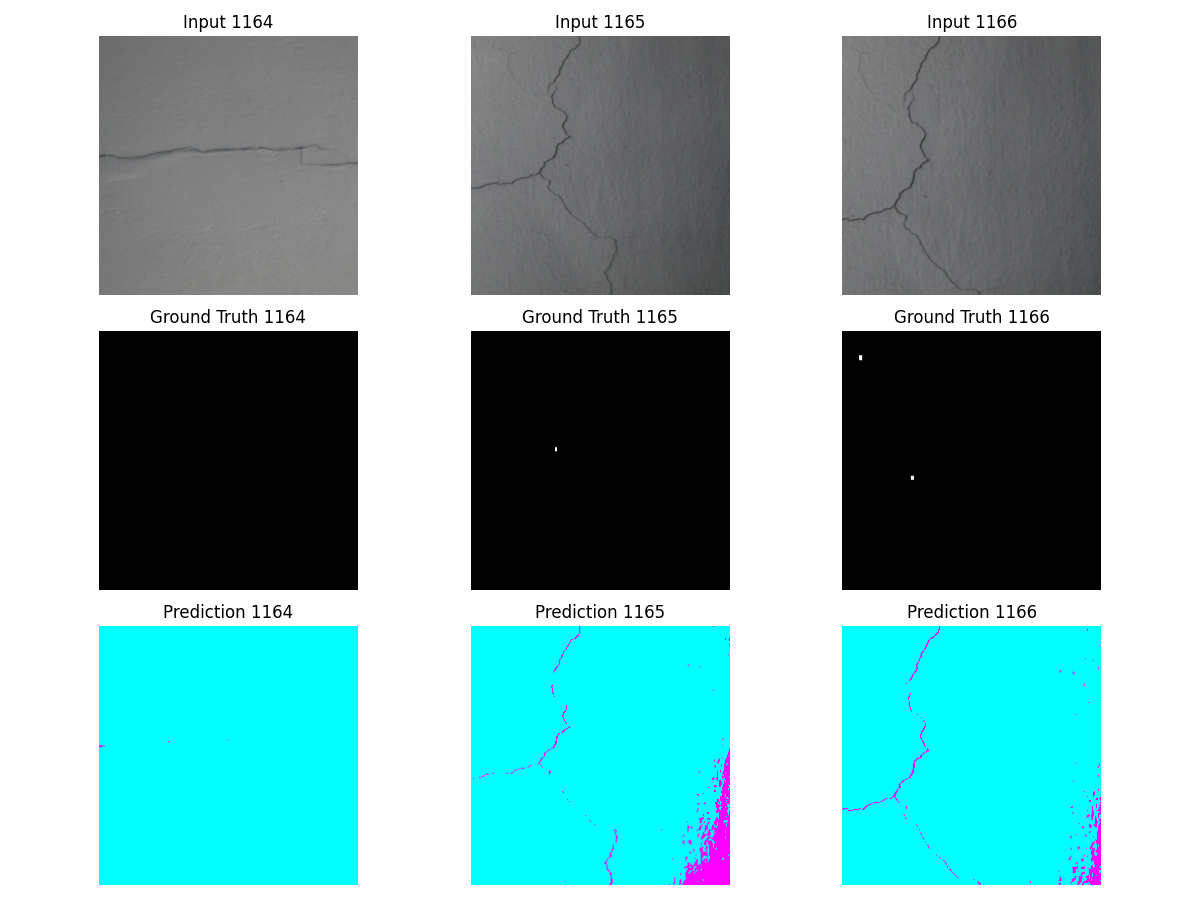 Input 1164
Input 1165
Input 1166
Ground Truth 1164
Ground Truth 1165
Ground Truth 1166
Prediction 1164
Prediction 1165
Prediction 1166